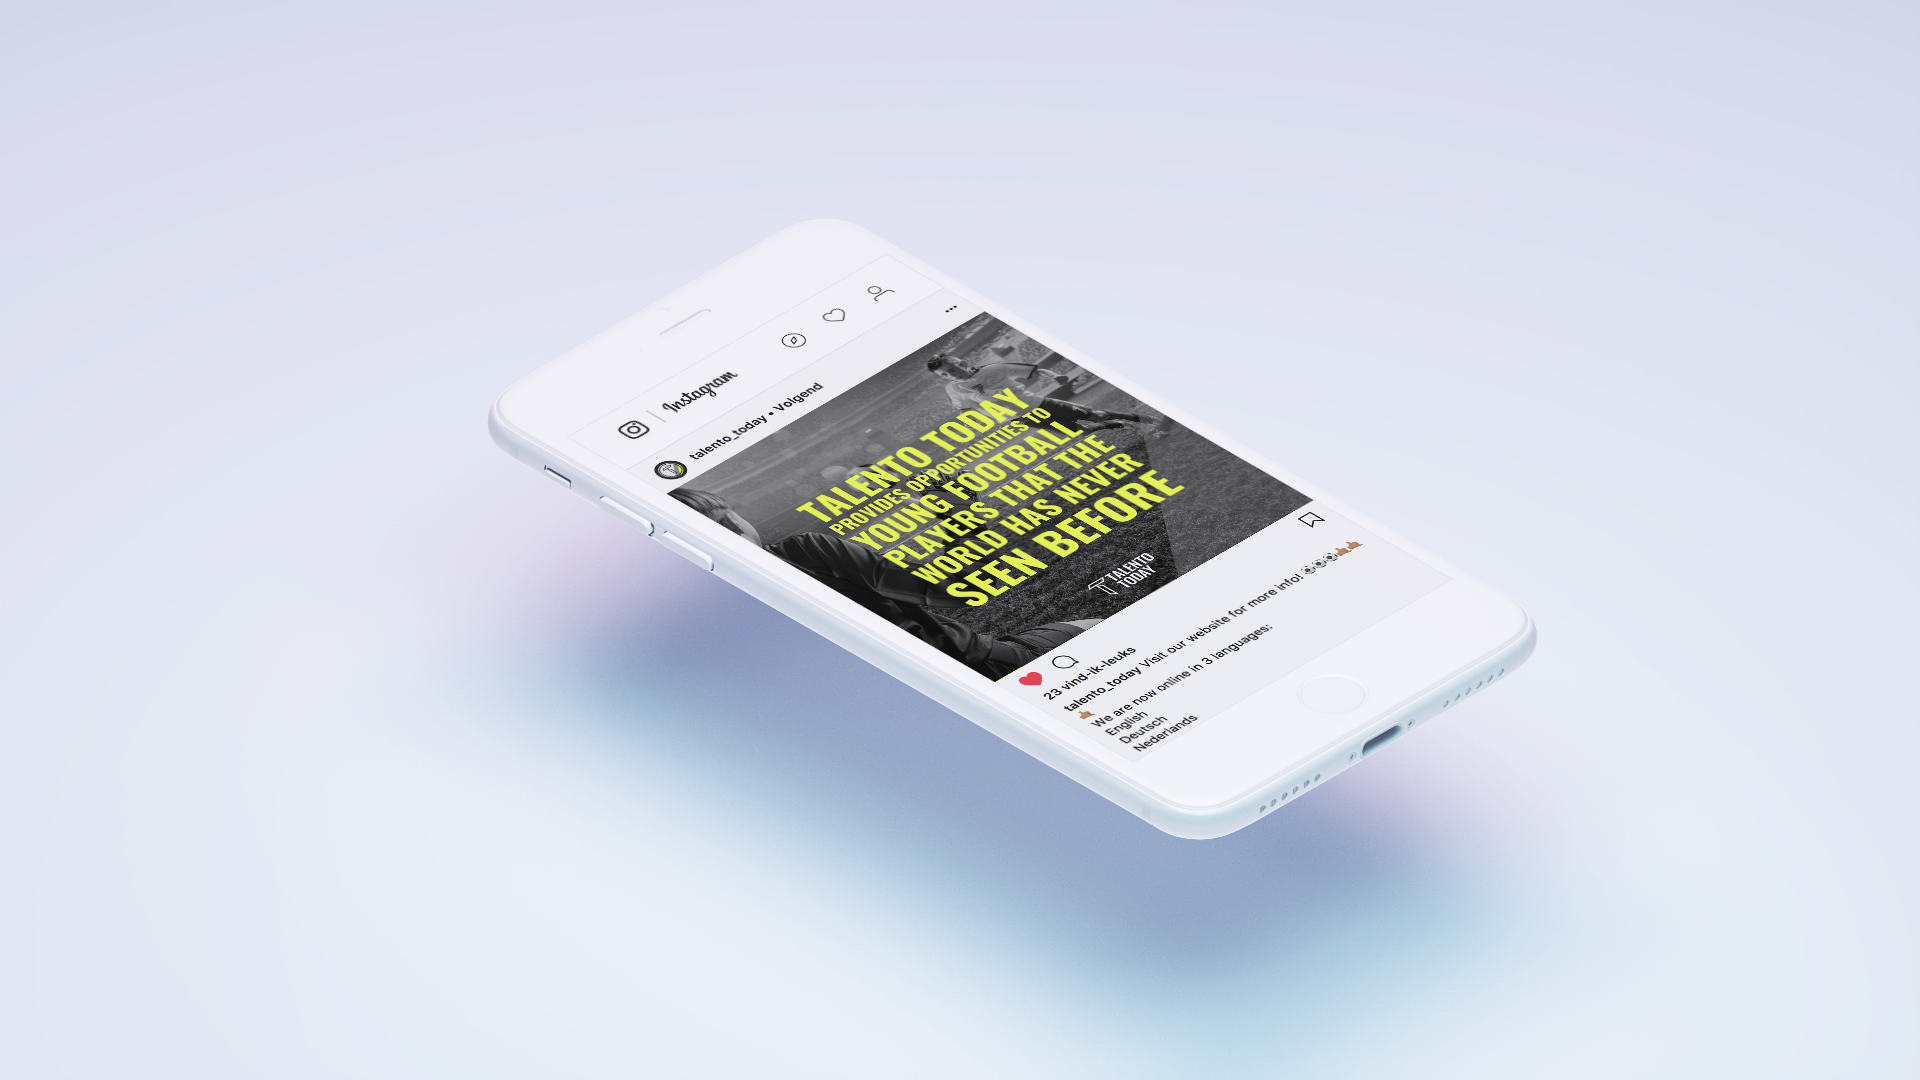 Instagram
talento_today • Volgend
TALENTO TODAY
PROVIDES OPPORTUNITIES TO
YOUNG FOOTBALL
PLAYERS THAT THE
WORLD HAS NEVER
SEEN BEFORE
TALENTO
TODAY
23 vind-ik-leuks
talento_today Visit our website for more info! ⚽⚽⚽👍🏽👍🏽
👍🏽 We are now online in 3 languages:
English
Deutsch
Nederlands